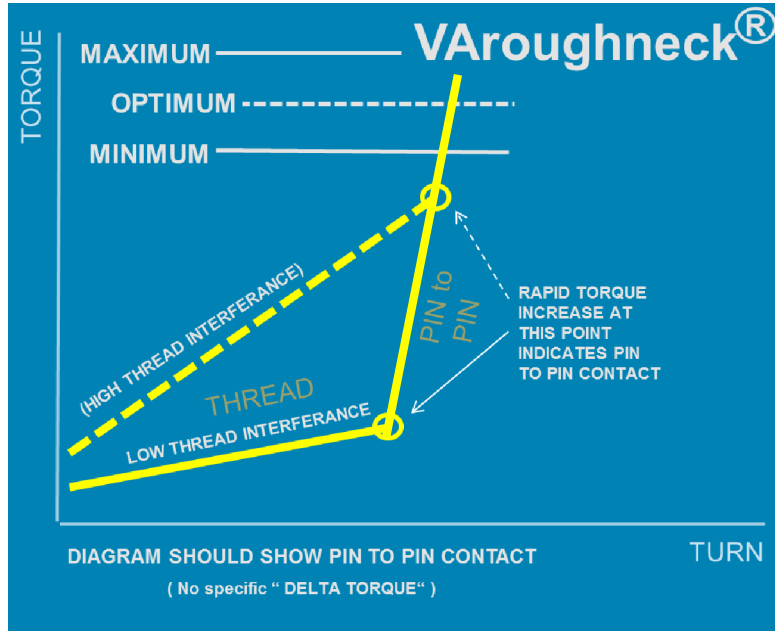 VAroughneck®
TORQUE
MAXIMUM
OPTIMUM
MINIMUM
(HIGH THREAD INTERFERANCE)
THREAD
LOW THREAD INTERFERANCE
PIN to
PIN
RAPID TORQUE
INCREASE AT
THIS POINT
INDICATES PIN
TO PIN CONTACT
TURN
DIAGRAM SHOULD SHOW PIN TO PIN CONTACT
( No specific “ DELTA TORQUE“ )